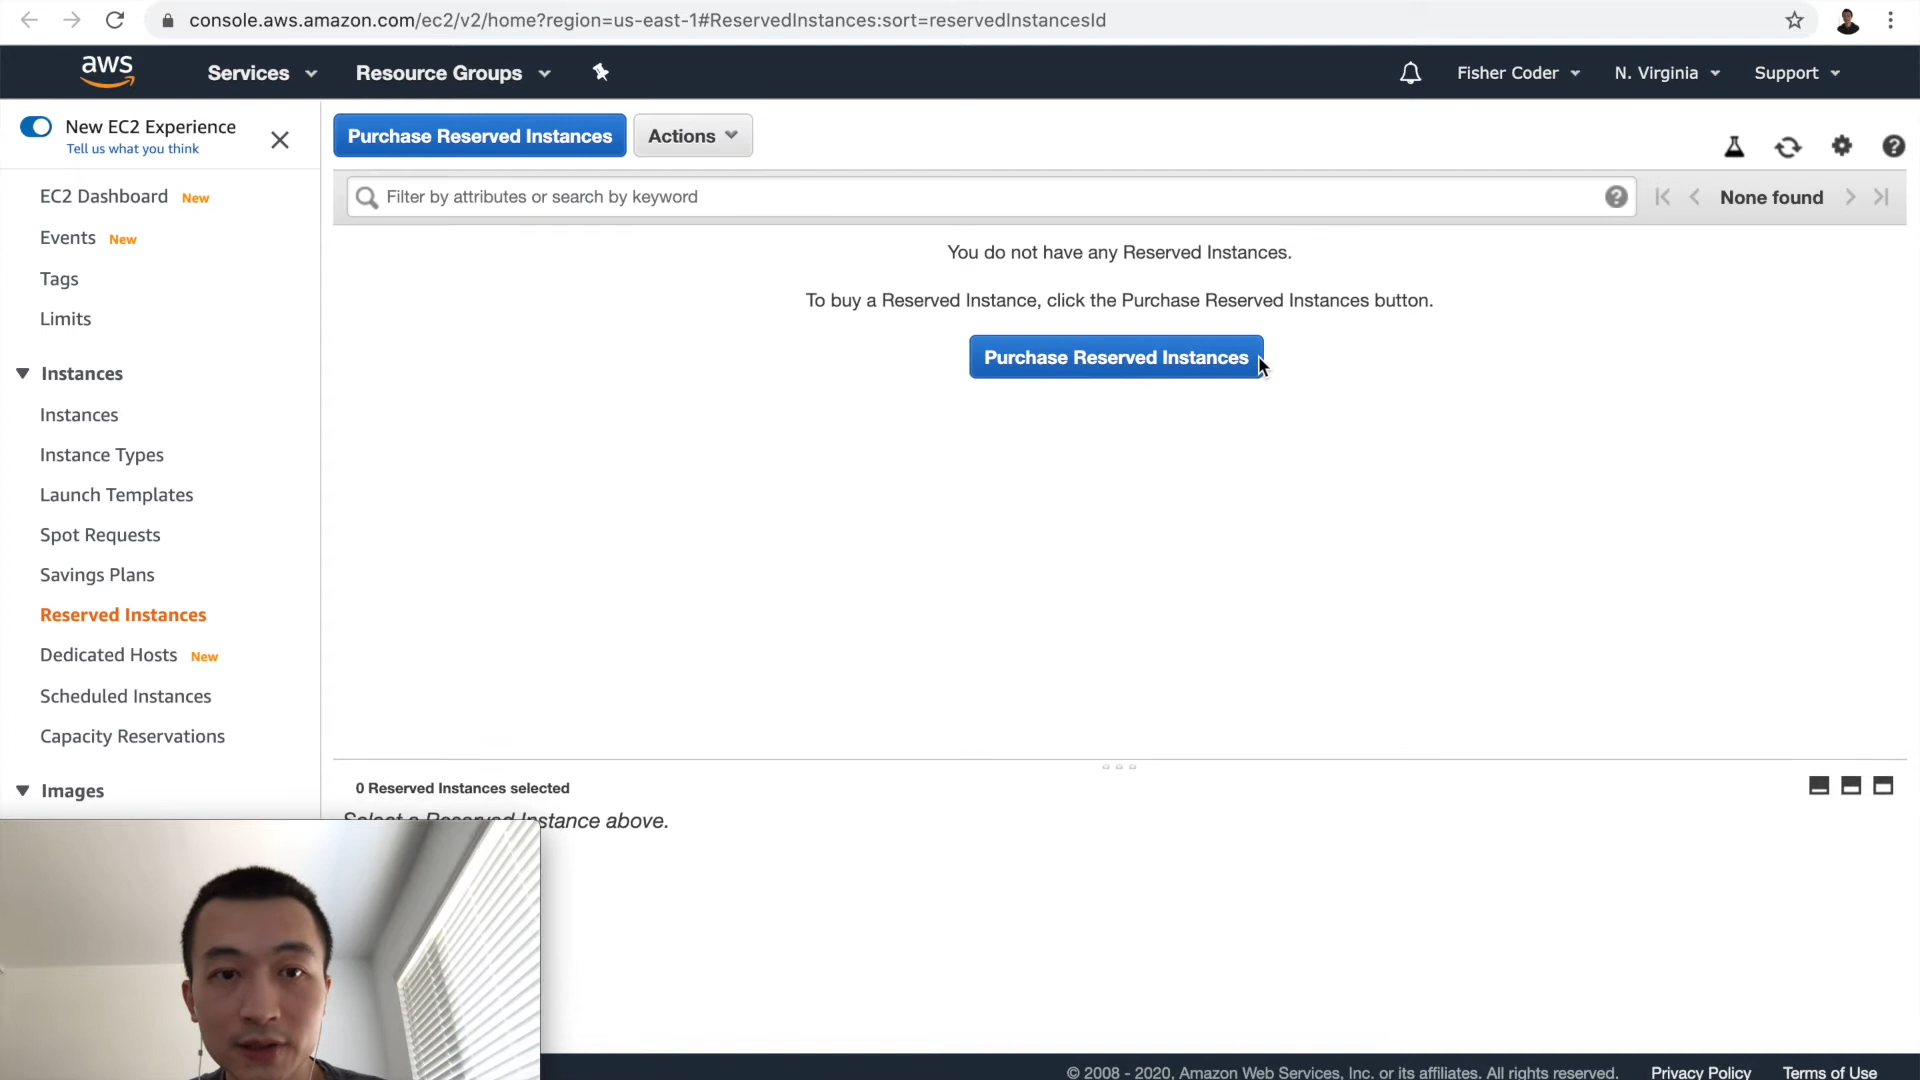 console.aws.amazon.com/ec2/v2/home?region=us-east-1#ReservedInstances:sort=reservedInstancesId
aws
Services
Resource Groups
Fisher Coder
N. Virginia
Support
New EC2 Experience
Tell us what you think
EC2 Dashboard New
Events New
Tags
Limits
Instances
Instances
Instance Types
Launch Templates
Spot Requests
Savings Plans
Reserved Instances
Dedicated Hosts New
Scheduled Instances
Capacity Reservations
Images
Purchase Reserved Instances
Actions
Filter by attributes or search by keyword
None found
You do not have any Reserved Instances.
To buy a Reserved Instance, click the Purchase Reserved Instances button.
Purchase Reserved Instances
0 Reserved Instances selected
Select a Reserved Instance above.
© 2008 - 2020, Amazon Web Services, Inc. or its affiliates. All rights reserved.
Privacy Policy
Terms of Use